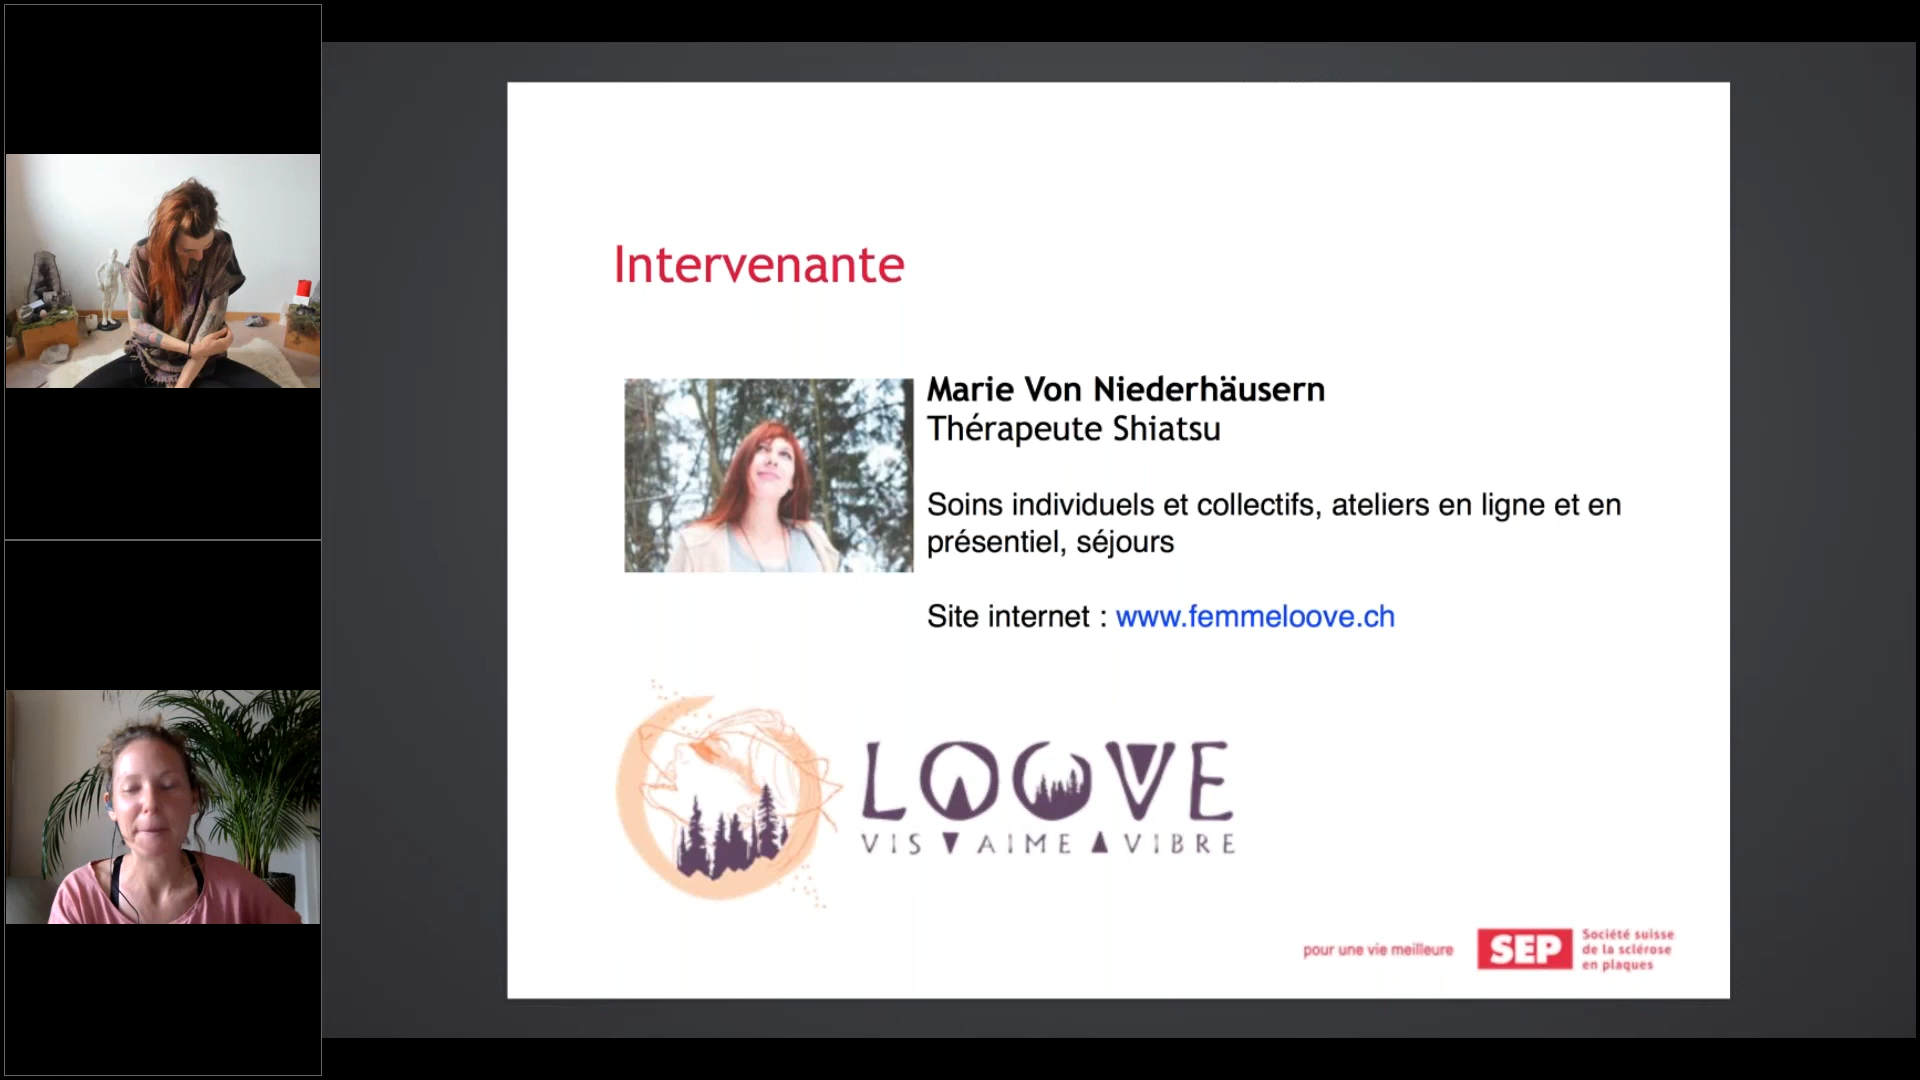 Intervenante
Marie Von Niederhäusern
Thérapeute Shiatsu
Soins individuels et collectifs, ateliers en ligne et en
présentiel, séjours
Site internet : www.femmeloove.ch
LOOVE
VIS AIME VIBRE
pour une vie meilleure
SEP
Société suisse
de la sclérose
en plaques